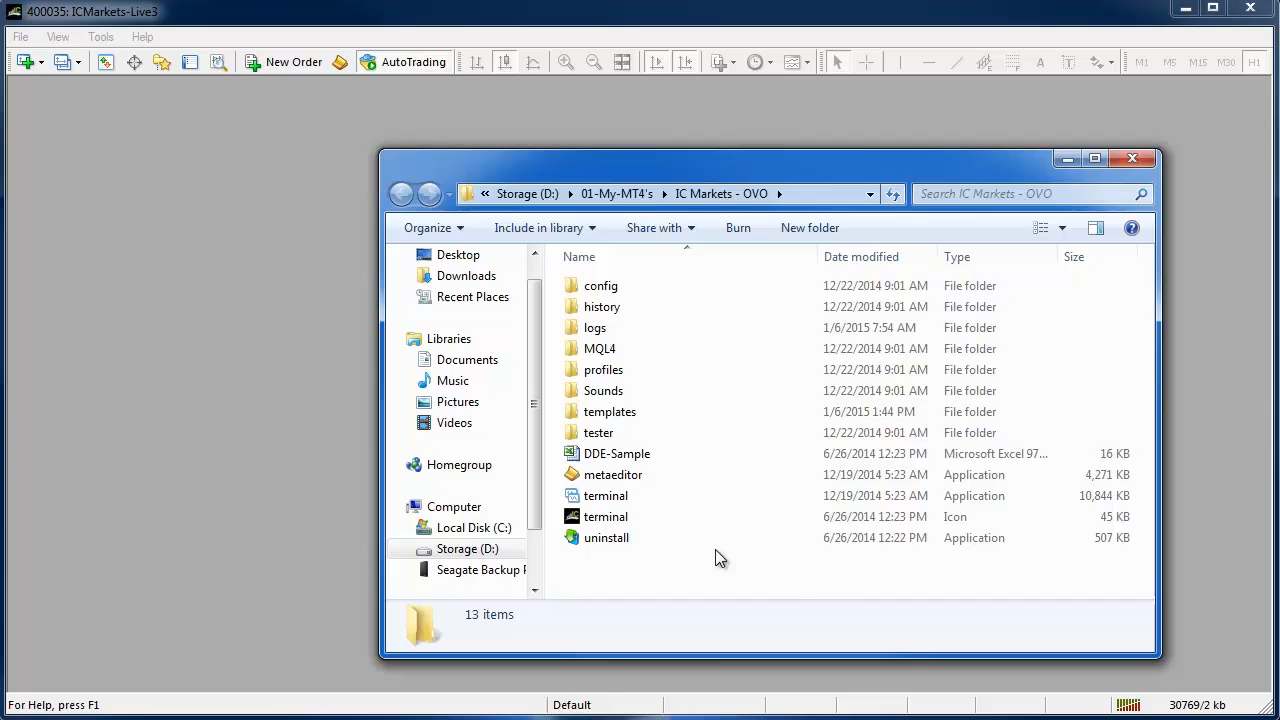 400035: ICMarkets-Live3
File View Tools Help
New Order AutoTrading M1 M5 M15 M30 H1
« Storage (D:) 01-My-MT4's IC Markets - OVO Search IC Markets - OVO
Organize Include in library Share with Burn New folder
Name Date modified Type Size
Desktop
Downloads
Recent Places
Libraries
Documents
Music
Pictures
Videos
Homegroup
Computer
Local Disk (C:)
Storage (D:)
Seagate Backup
config 12/22/2014 9:01 AM File folder
history 12/22/2014 9:01 AM File folder
logs 1/6/2015 7:54 AM File folder
MQL4 12/22/2014 9:01 AM File folder
profiles 12/22/2014 9:01 AM File folder
Sounds 12/22/2014 9:01 AM File folder
templates 1/6/2015 1:44 PM File folder
tester 12/22/2014 9:01 AM File folder
DDE-Sample 6/26/2014 12:23 PM Microsoft Excel 97... 16 KB
metaeditor 12/19/2014 5:23 AM Application 4,271 KB
terminal 12/19/2014 5:23 AM Application 10,844 KB
terminal 6/26/2014 12:23 PM Icon 45 KB
uninstall 6/26/2014 12:22 PM Application 507 KB
13 items
For Help, press F1 Default 30769/2 kb